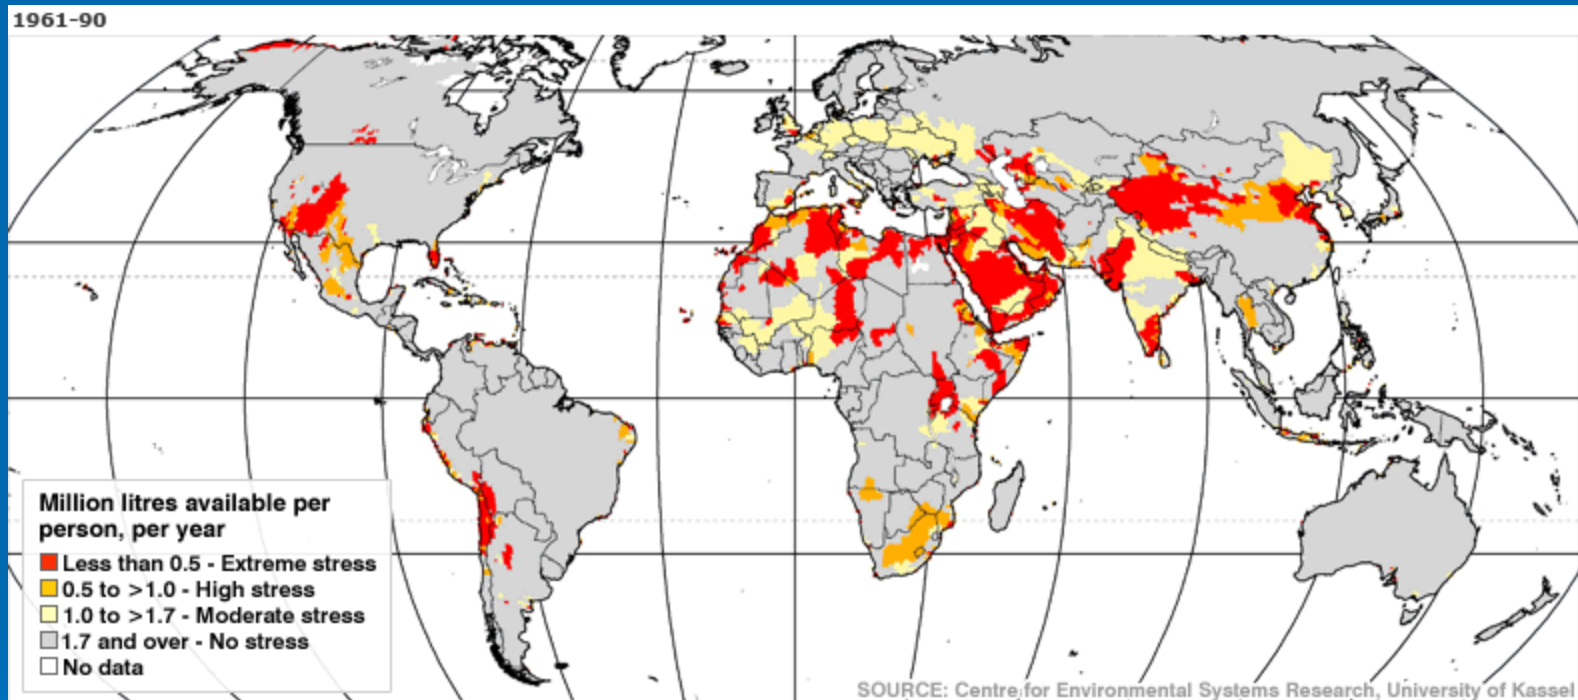 1961-90
Million litres available per
person, per year
Less than 0.5 - Extreme stress
0.5 to >1.0 - High stress
1.0 to >1.7 - Moderate stress
1.7 and over - No stress
No data
SOURCE: Centre for Environmental Systems Research, University of Kassel